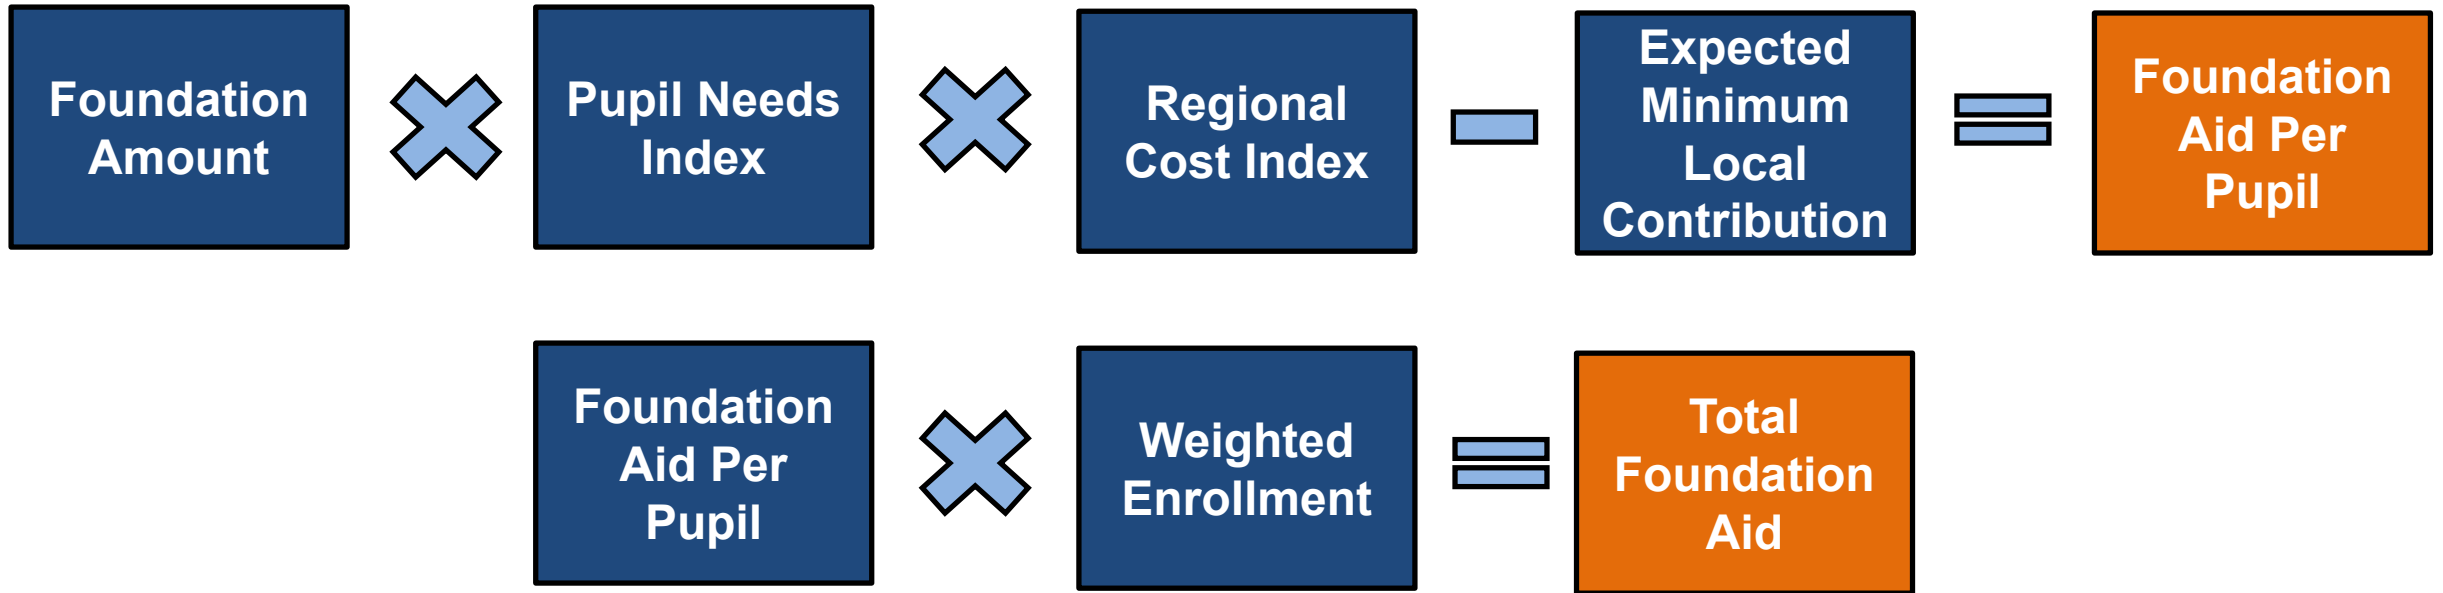 Foundation
Amount
Pupil Needs
Index
Regional
Cost Index
Expected
Minimum
Local
Contribution
Foundation
Aid Per
Pupil
Foundation
Aid Per
Pupil
Weighted
Enrollment
Total
Foundation
Aid